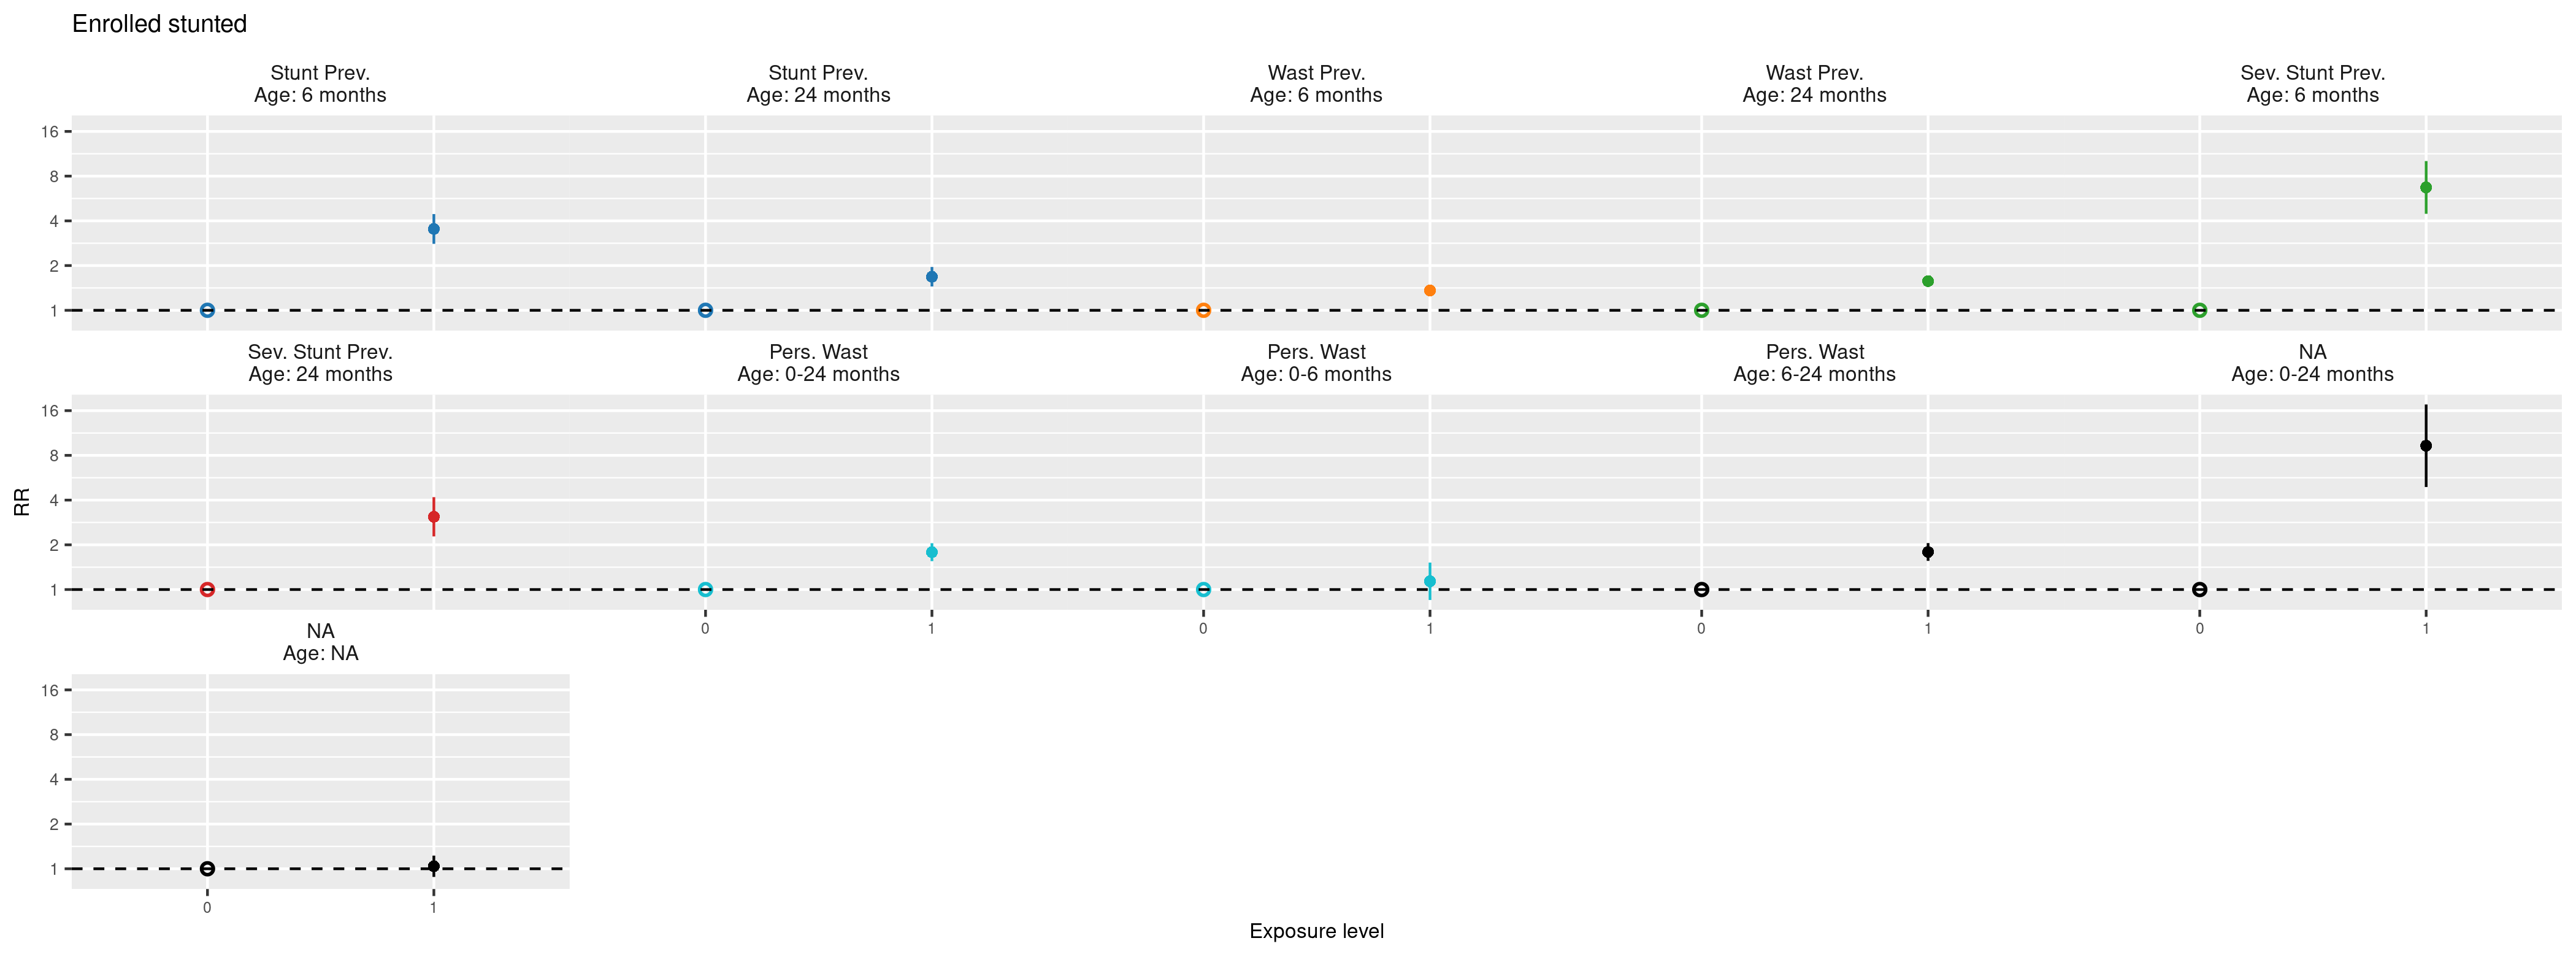 Enrolled stunted
Stunt Prev.
Age: 6 months
Stunt Prev.
Age: 24 months
Wast Prev.
Age: 6 months
Wast Prev.
Age: 24 months
Sev. Stunt Prev.
Age: 6 months
16
8
4
2
1
Sev. Stunt Prev.
Age: 24 months
Pers. Wast
Age: 0-24 months
Pers. Wast
Age: 0-6 months
Pers. Wast
Age: 6-24 months
NA
Age: 0-24 months
RR
16
8
4
2
1
0 1 0 1 0 1 0 1
NA
Age: NA
16
8
4
2
1
0 1
Exposure level